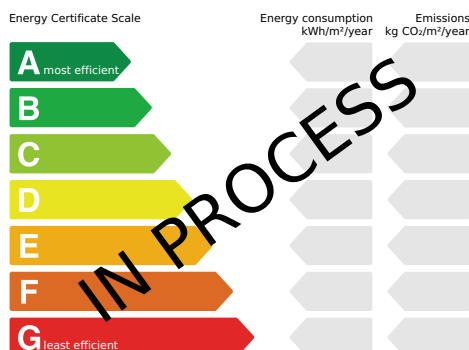 Energy Certificate Scale
Energy consumption
kWh/m²/year
Emissions
kg CO₂/m²/year
A most efficient
B
C
D
E
F
G least efficient
IN PROCESS